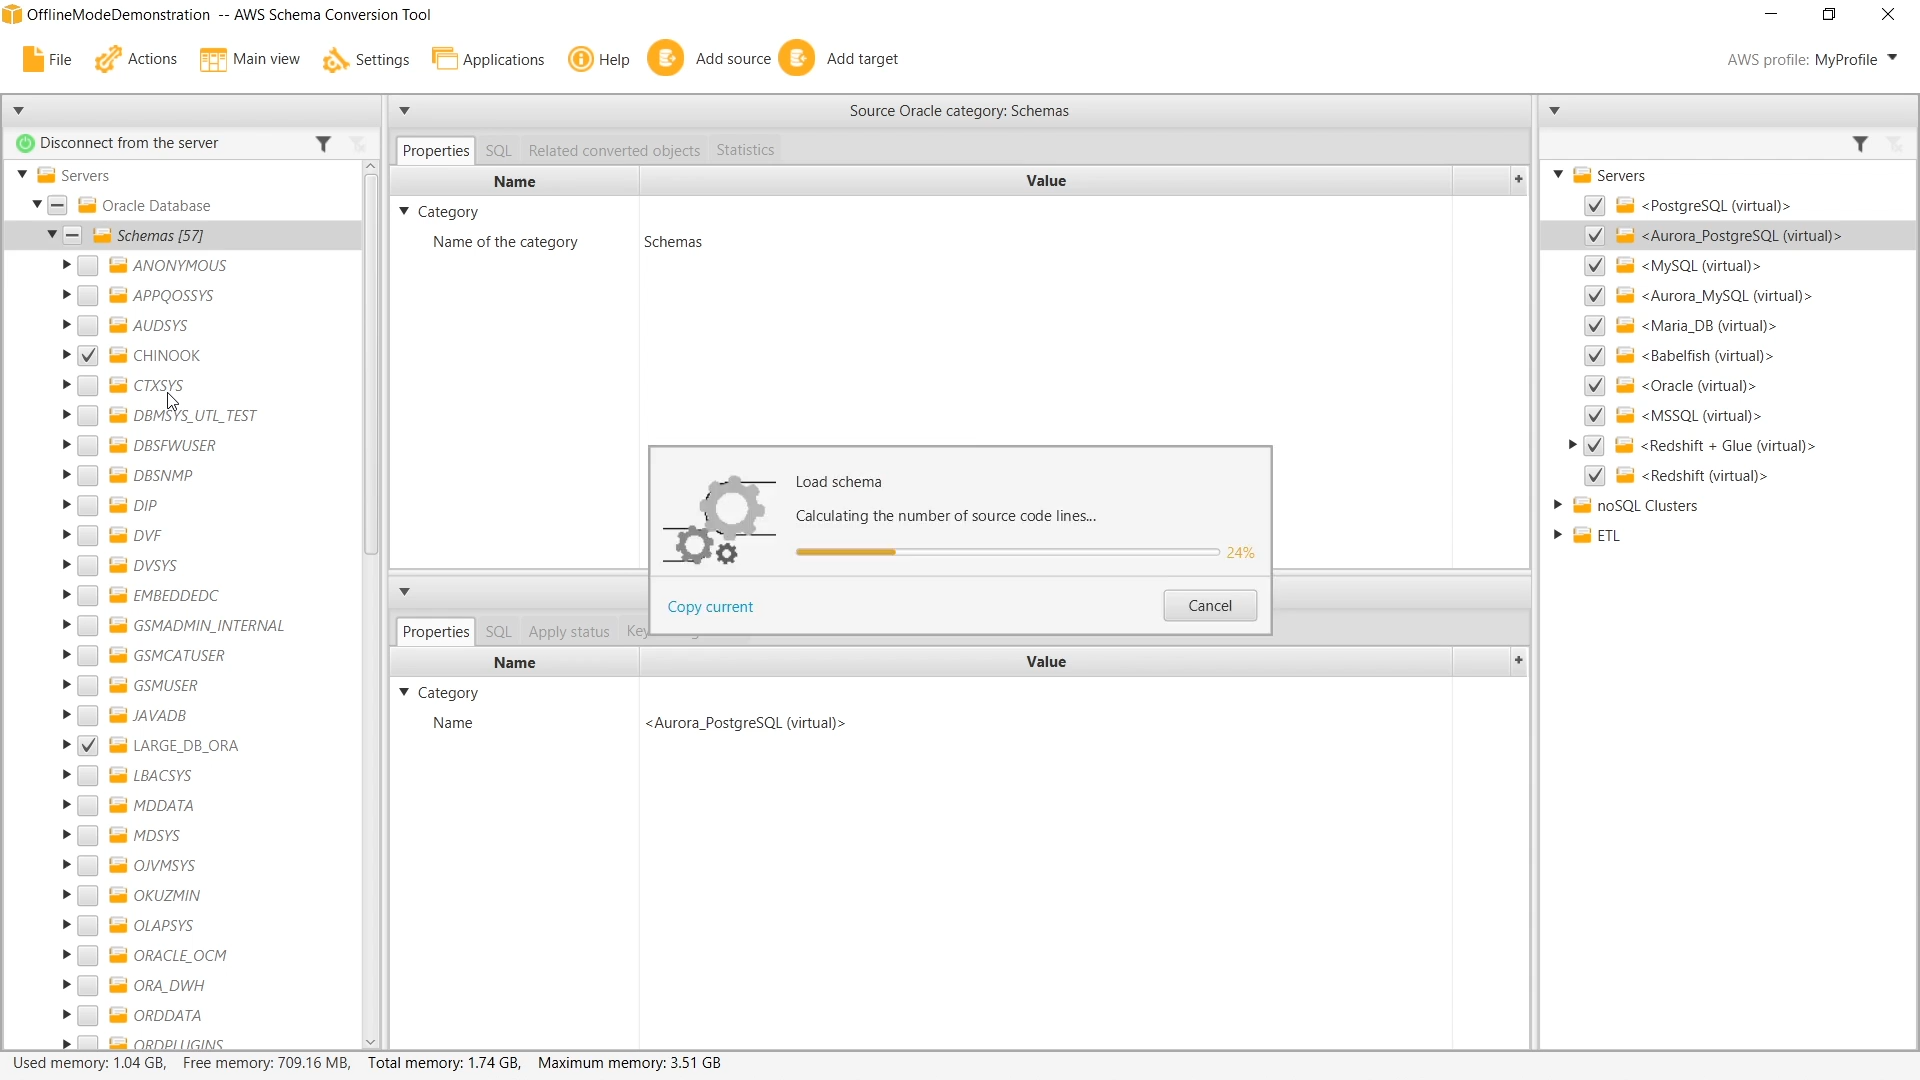 OfflineModeDemonstration -- AWS Schema Conversion Tool
File Actions Main view Settings Applications Help Add source Add target AWS profile: MyProfile
Source Oracle category: Schemas
Disconnect from the server
Servers
Oracle Database
Schemas [57]
ANONYMOUS
APPQOSSYS
AUDSYS
CHINOOK
CTXSYS
DBMSYS_UTL_TEST
DBSFWUSER
DBSNMP
DIP
DVF
DVSYS
EMBEDDEDC
GSMADMIN_INTERNAL
GSMCATUSER
GSMUSER
JAVADB
LARGE_DB_ORA
LBACSYS
MDDATA
MDSYS
OJVMSYS
OKUZMIN
OLAPSYS
ORACLE_OCM
ORA_DWH
ORDDATA
ORDPLUGINS
Properties SQL Related converted objects Statistics
Name Value +
Category
Name of the category Schemas
Load schema
Calculating the number of source code lines...
24%
Copy current Cancel
Properties SQL Apply status
Name Value +
Category
Name <Aurora_PostgreSQL (virtual)>
Servers
<PostgreSQL (virtual)>
<Aurora_PostgreSQL (virtual)>
<MySQL (virtual)>
<Aurora_MySQL (virtual)>
<Maria_DB (virtual)>
<Babelfish (virtual)>
<Oracle (virtual)>
<MSSQL (virtual)>
<Redshift + Glue (virtual)>
<Redshift (virtual)>
noSQL Clusters
ETL
Used memory: 1.04 GB, Free memory: 709.16 MB, Total memory: 1.74 GB, Maximum memory: 3.51 GB